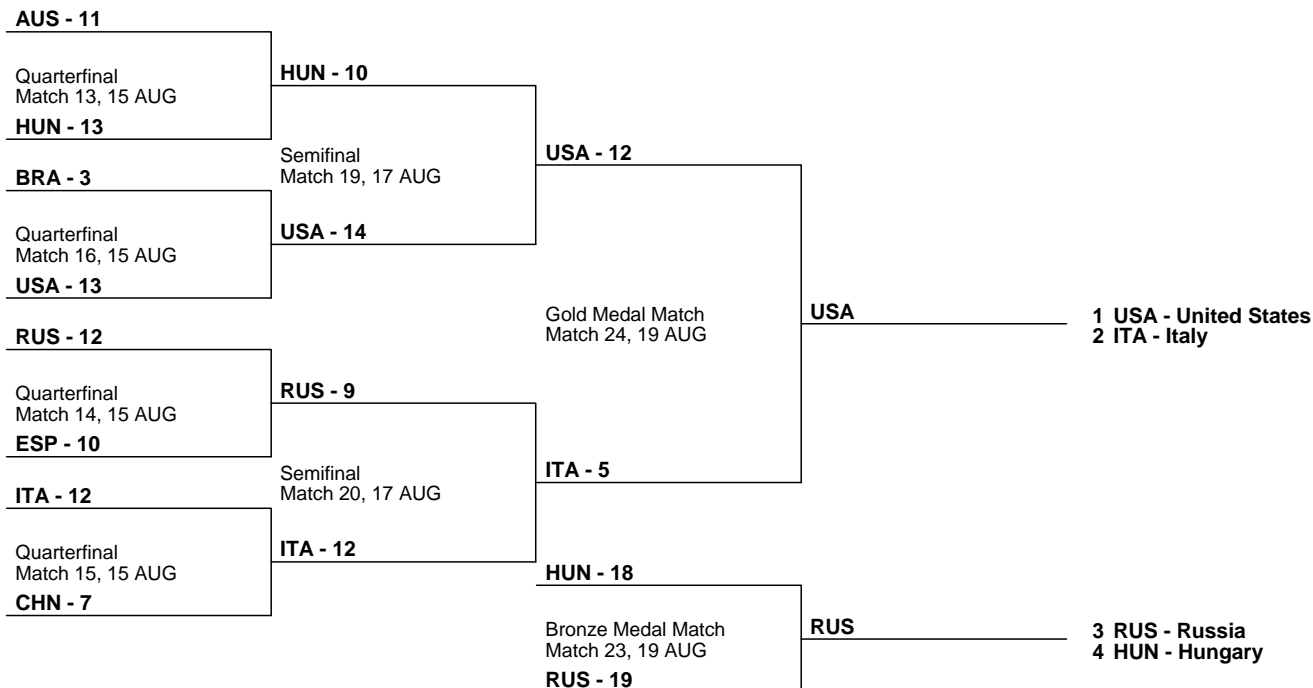 AUS - 11
Quarterfinal
Match 13, 15 AUG
HUN - 13
BRA - 3
Quarterfinal
Match 16, 15 AUG
USA - 13
RUS - 12
Quarterfinal
Match 14, 15 AUG
ESP - 10
ITA - 12
Quarterfinal
Match 15, 15 AUG
CHN - 7
HUN - 10
Semifinal
Match 19, 17 AUG
USA - 14
RUS - 9
Semifinal
Match 20, 17 AUG
ITA - 12
USA - 12
Gold Medal Match
Match 24, 19 AUG
ITA - 5
HUN - 18
Bronze Medal Match
Match 23, 19 AUG
RUS - 19
USA
RUS
1 USA - United States
2 ITA - Italy
3 RUS - Russia
4 HUN - Hungary